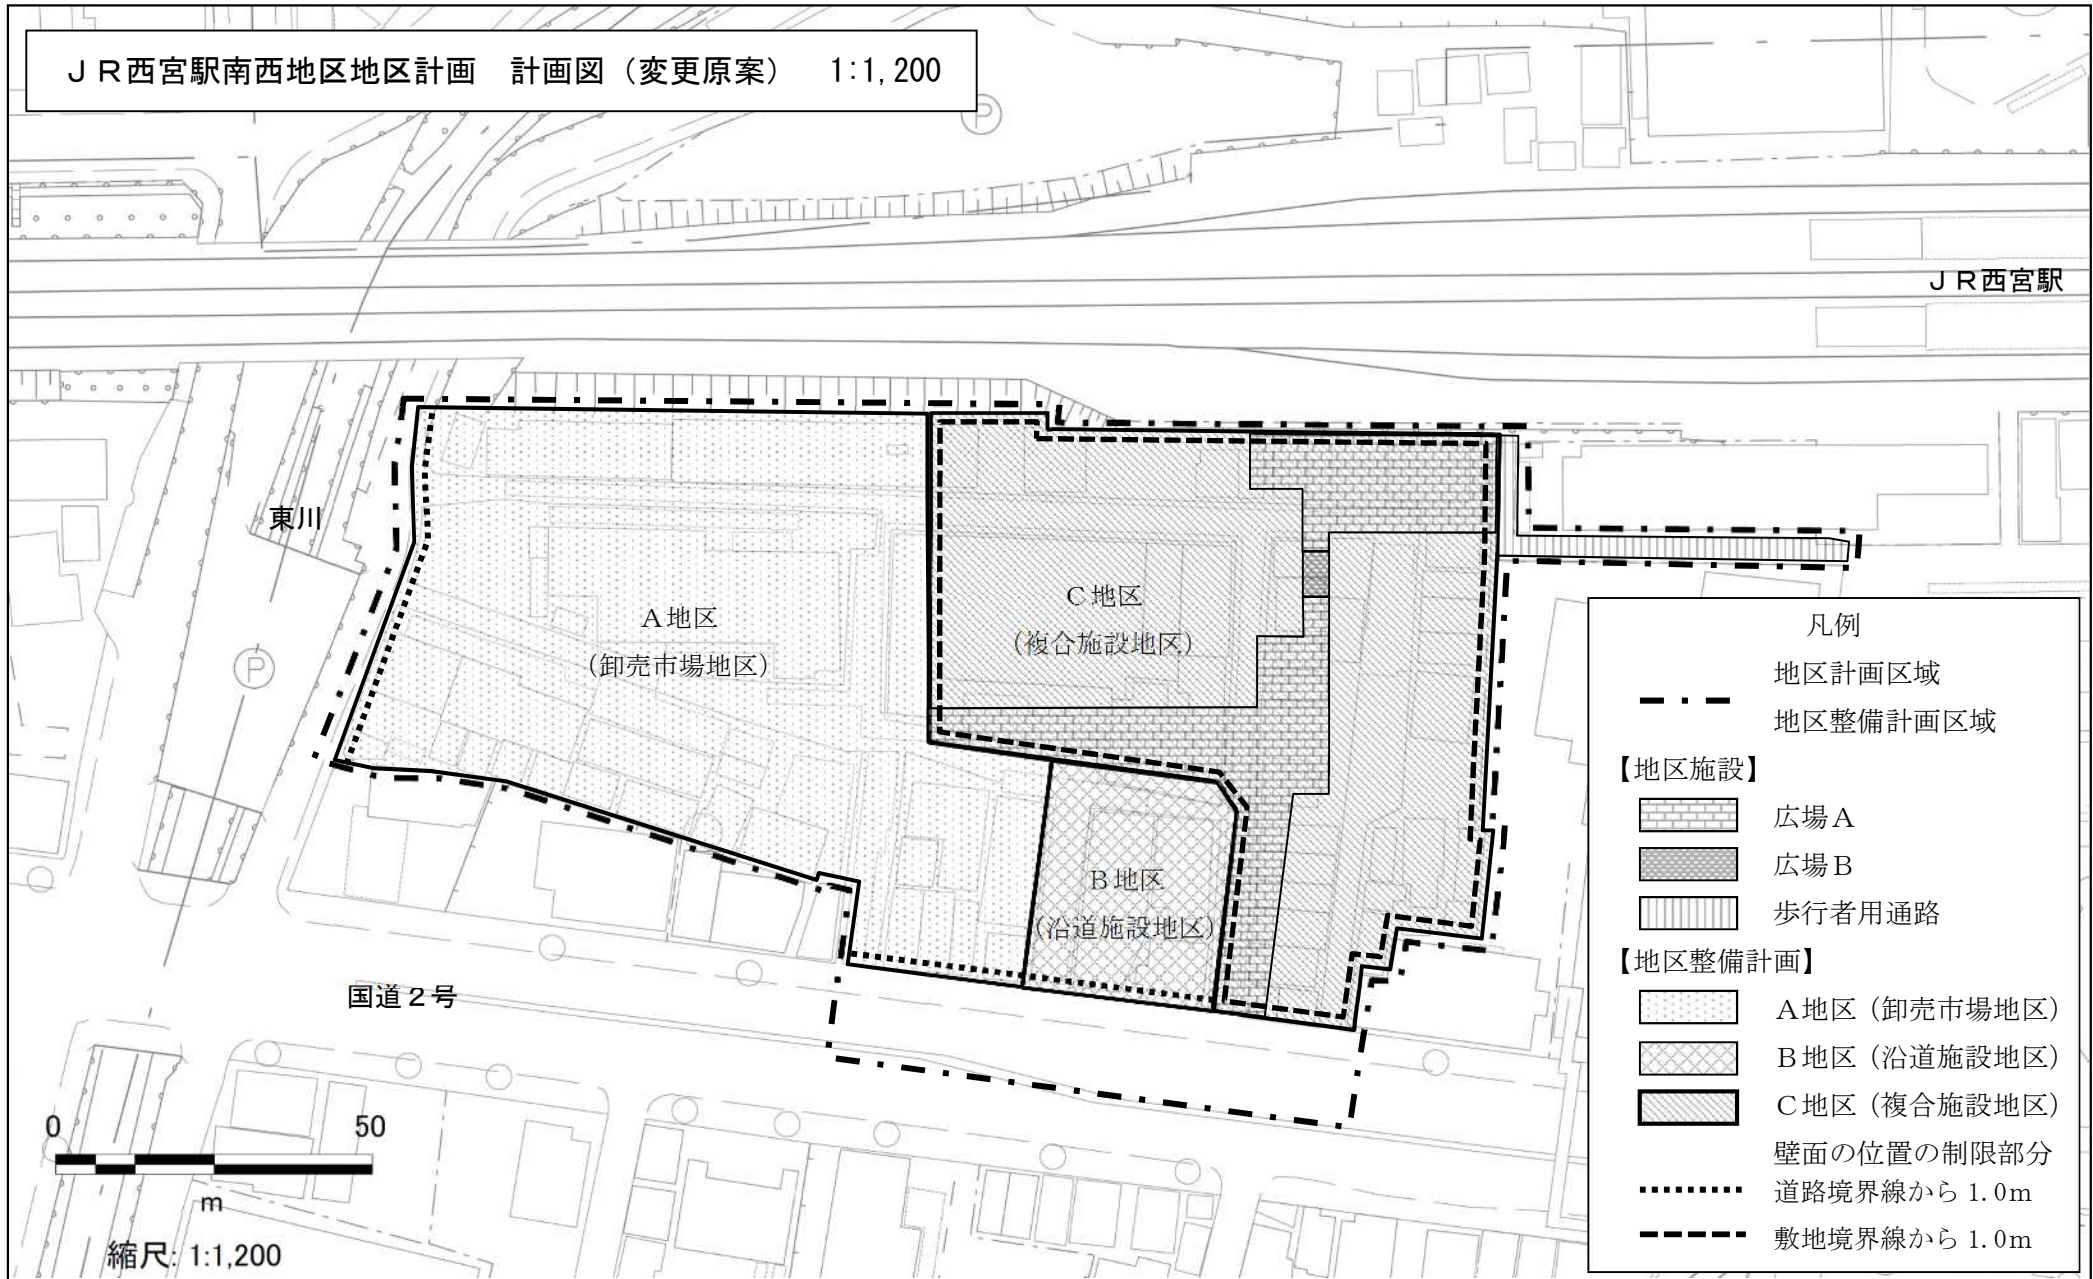 ＪＲ西宮駅南西地区地区計画　計画図（変更原案）　1:1,200
Ｐ
ＪＲ西宮駅
東川
Ｃ地区
（複合施設地区）
Ａ地区
（卸売市場地区）
Ｐ
Ｂ地区
（沿道施設地区）
国道２号
0 50
m
縮尺: 1:1,200
凡例
地区計画区域
地区整備計画区域
【地区施設】
広場Ａ
広場Ｂ
歩行者用通路
【地区整備計画】
Ａ地区（卸売市場地区）
Ｂ地区（沿道施設地区）
Ｃ地区（複合施設地区）
壁面の位置の制限部分
道路境界線から 1.0m
敷地境界線から 1.0m